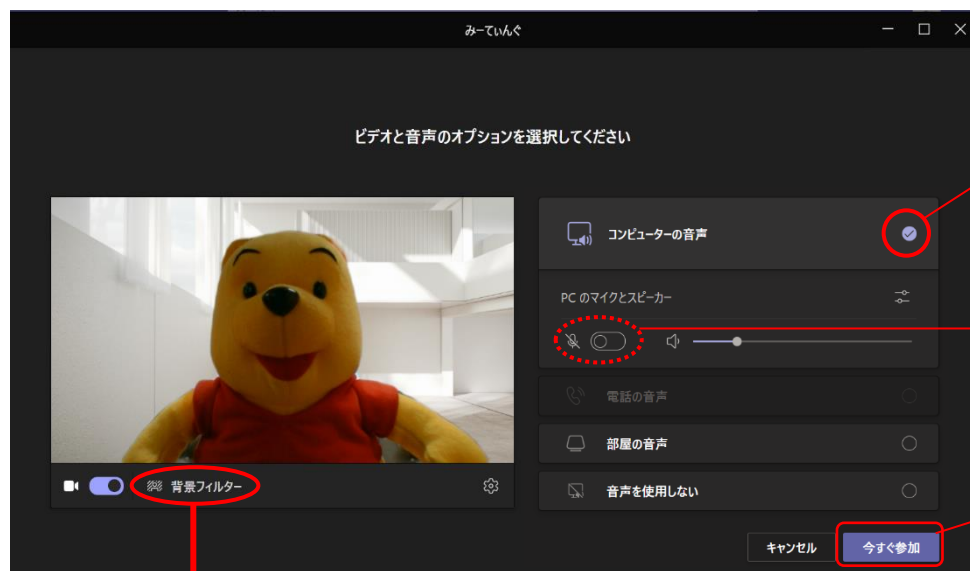 みーてぃんぐ
ビデオと音声のオプションを選択してください
コンピューターの音声
PC のマイクとスピーカー
電話の音声
部屋の音声
音声を使用しない
背景フィルター
キャンセル
今すぐ参加